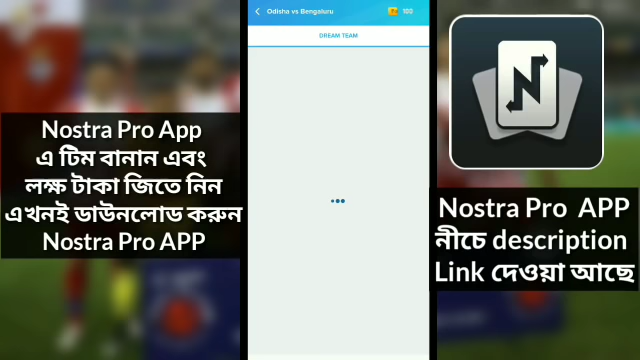 Odisha vs Bengaluru
103
DREAM TEAM
Nostra Pro App
এ টিম বানান এবং
লক্ষ টাকা জিতে নিন
এখনই ডাউনলোড করুন
Nostra Pro APP
N
Nostra Pro APP
নীচে description
Link দেওয়া আছে